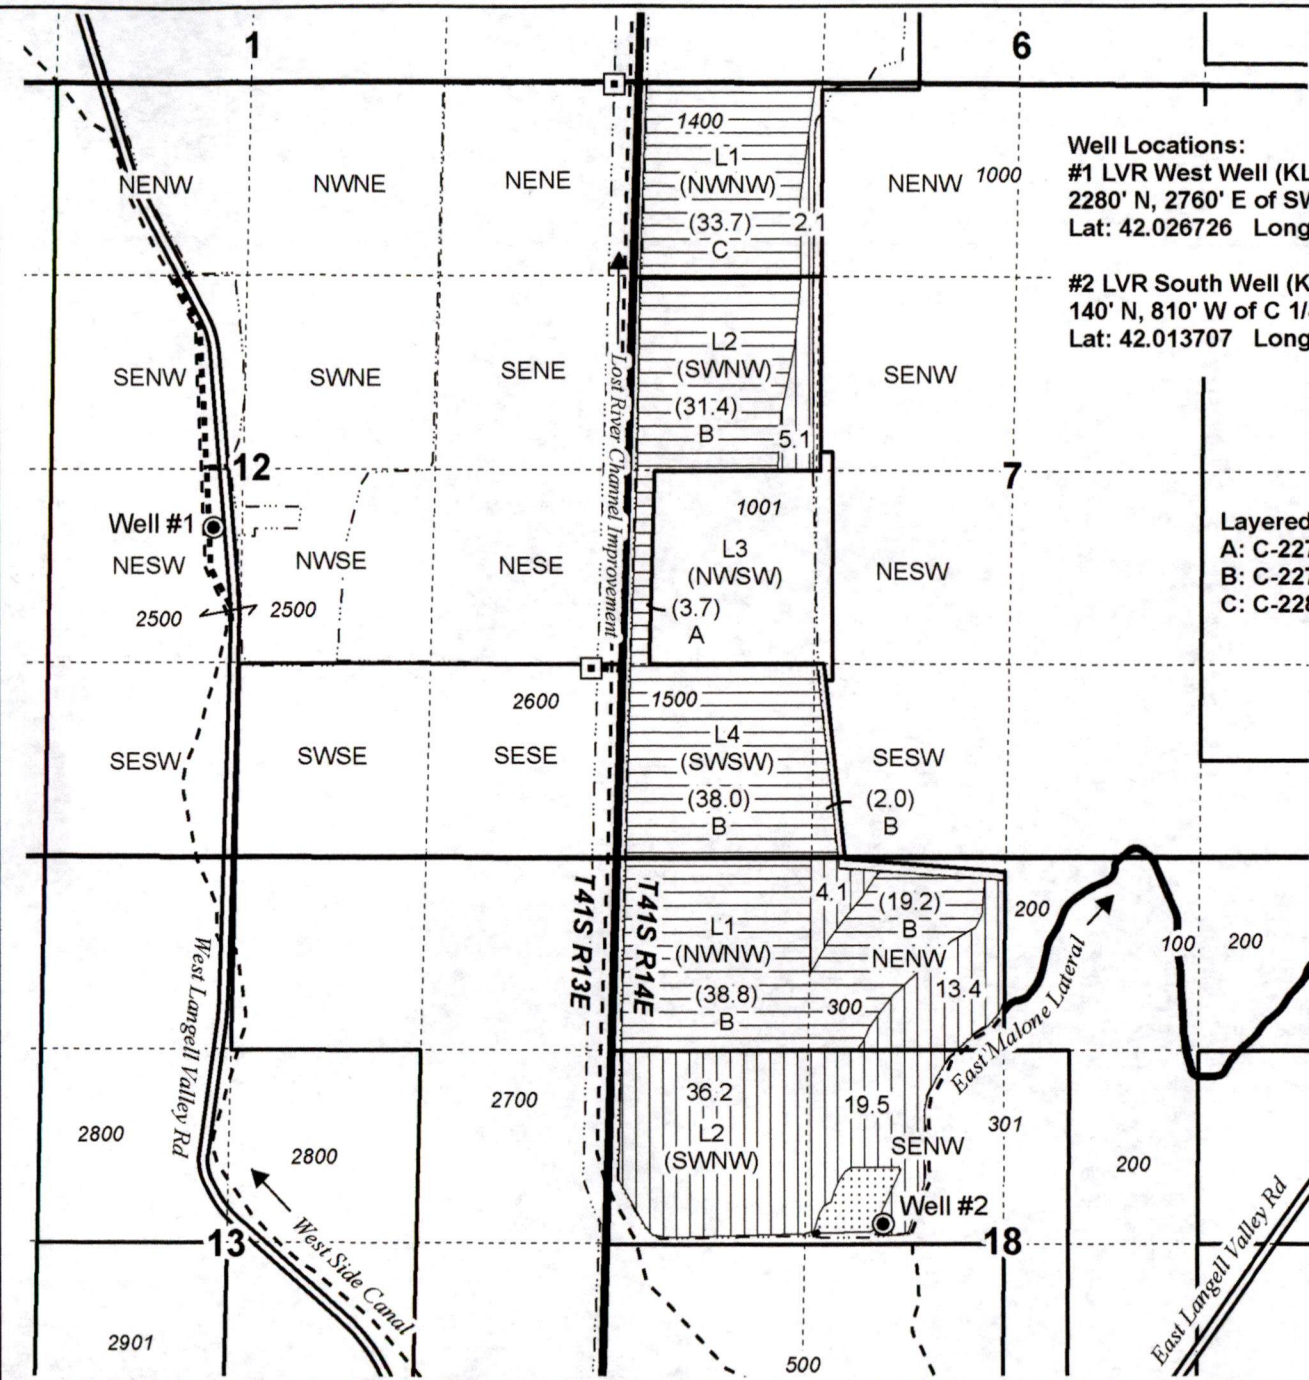 1
6
1400
L1
(NWNW)
(33.7)
C
2.1
NENW
NWNE
NENE
NENW
1000
Well Locations:
#1 LVR West Well (KL
2280' N, 2760' E of SW
Lat: 42.026726 Long
#2 LVR South Well (K
140' N, 810' W of C 1/
Lat: 42.013707 Long
L2
(SWNW)
(31.4)
B
5.1
SENW
SWNE
SENE
SENW
Lost River Channel Improvement
12
7
Well #1
1001
L3
(NWSW)
(3.7)
A
NESW
NWSE
NESE
NESW
2500
2500
Layered
A: C-227
B: C-227
C: C-228
2600
1500
L4
(SWSW)
(38.0)
B
(2.0)
B
SESW
SWSE
SESE
SESW
T41S R13E
T41S R14E
L1
(NWNW)
(38.8)
B
4.1
(19.2)
B
NENW
13.4
300
200
100
200
East Malone Lateral
West Langell Valley Rd
2800
2800
2700
36.2
L2
(SWNW)
19.5
SENW
301
200
Well #2
13
18
West Side Canal
East Langell Valley Rd
2901
500